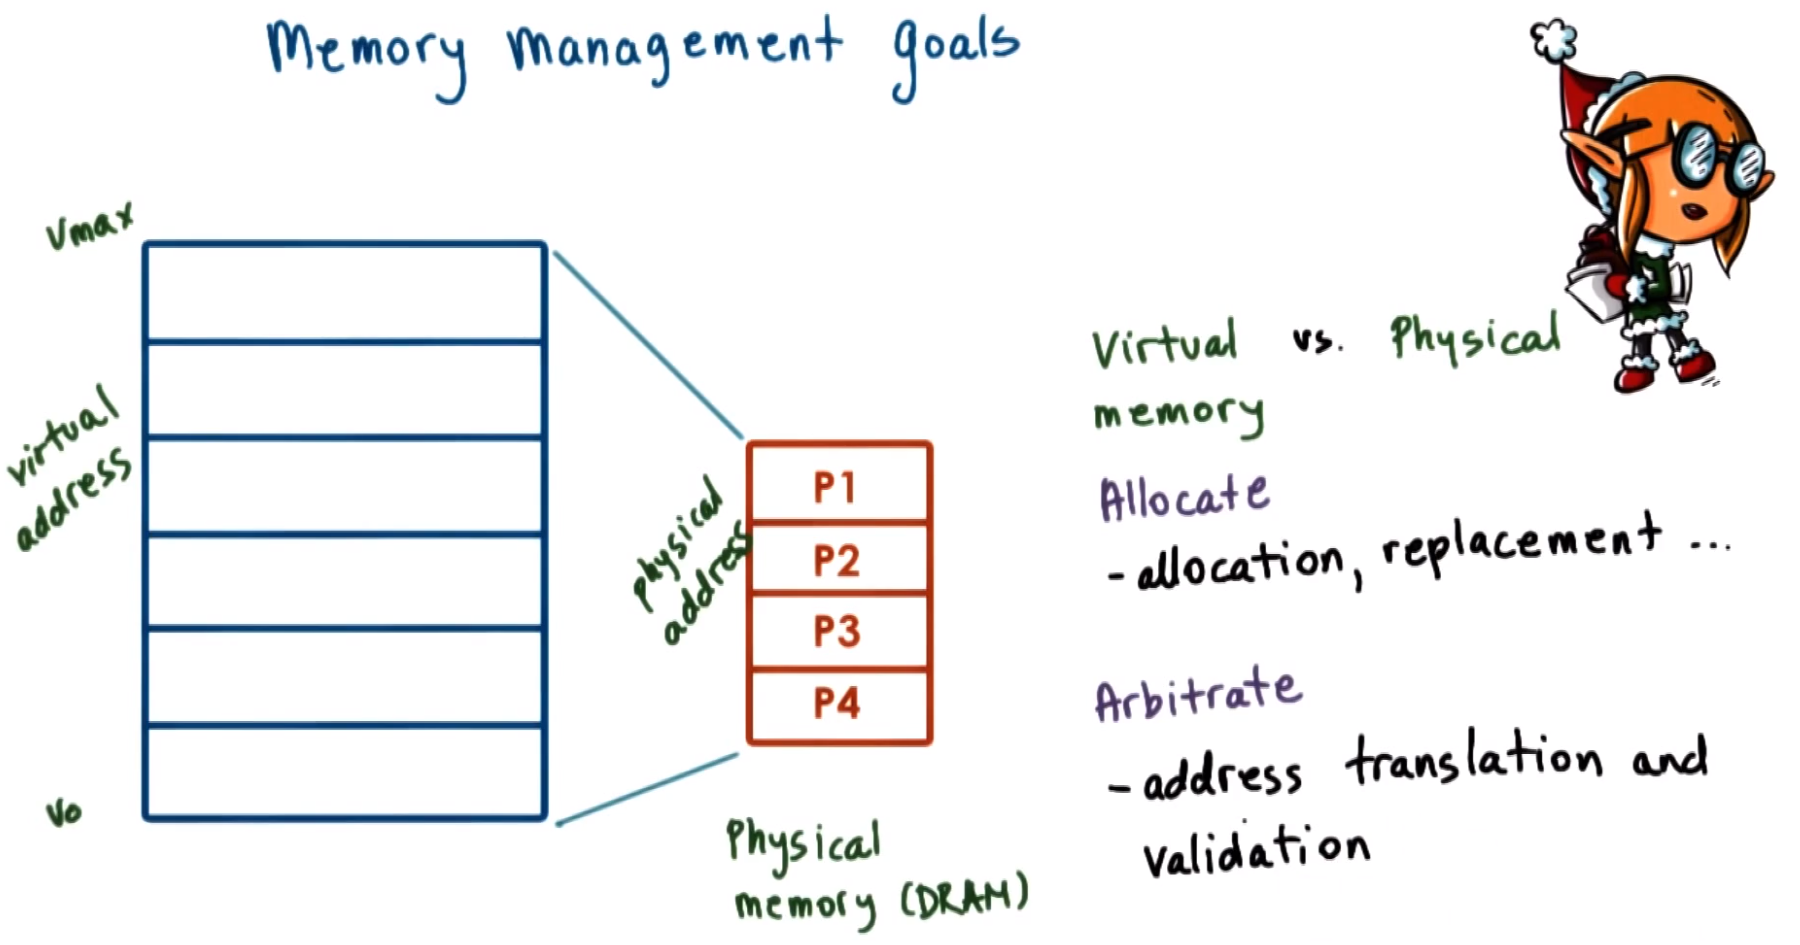 Memory management goals
Vmax
virtual
address
V0
physical
address
P1
P2
P3
P4
Physical
memory (DRAM)
Virtual vs. Physical
memory
Allocate
- allocation, replacement ...
Arbitrate
- address translation and
validation